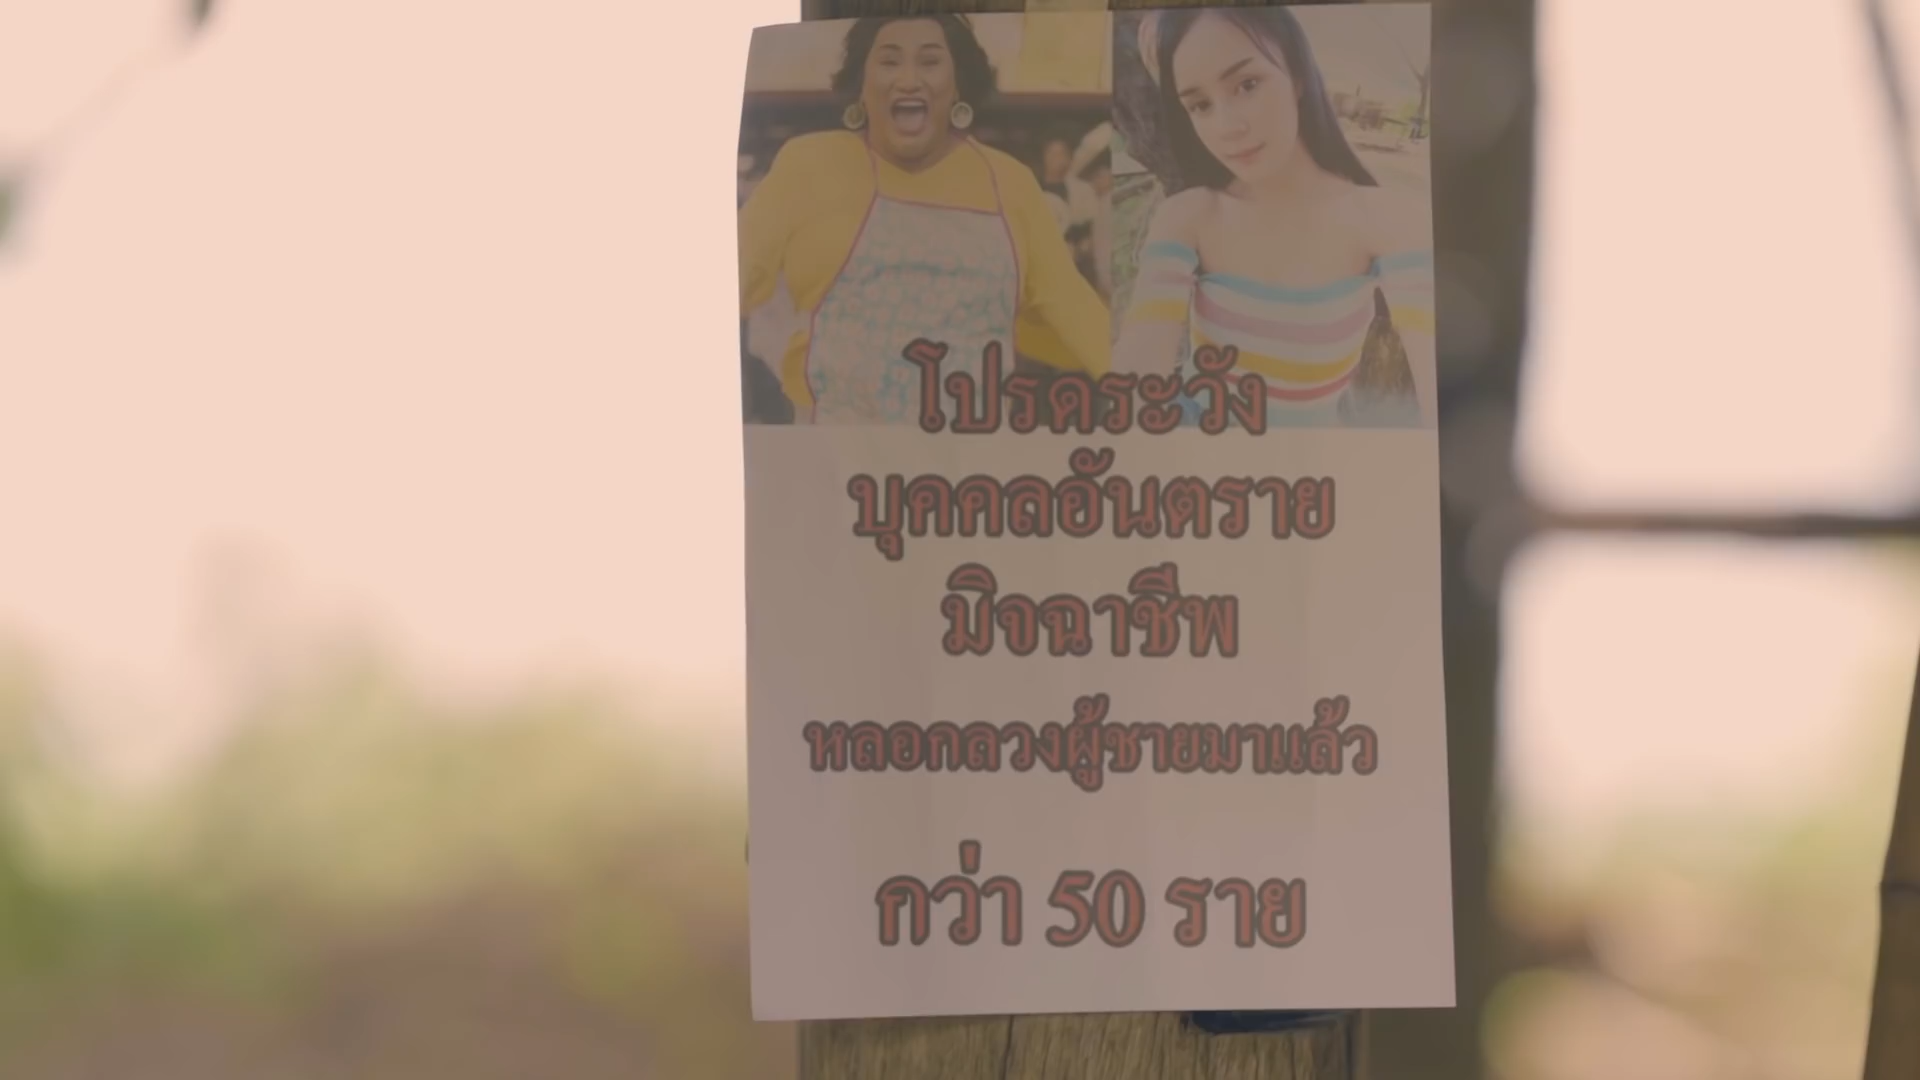 โปรดระวัง
บุคคลอันตราย
มิจฉาชีพ
หลอกลวงผู้ชายมาแล้ว
กว่า 50 ราย